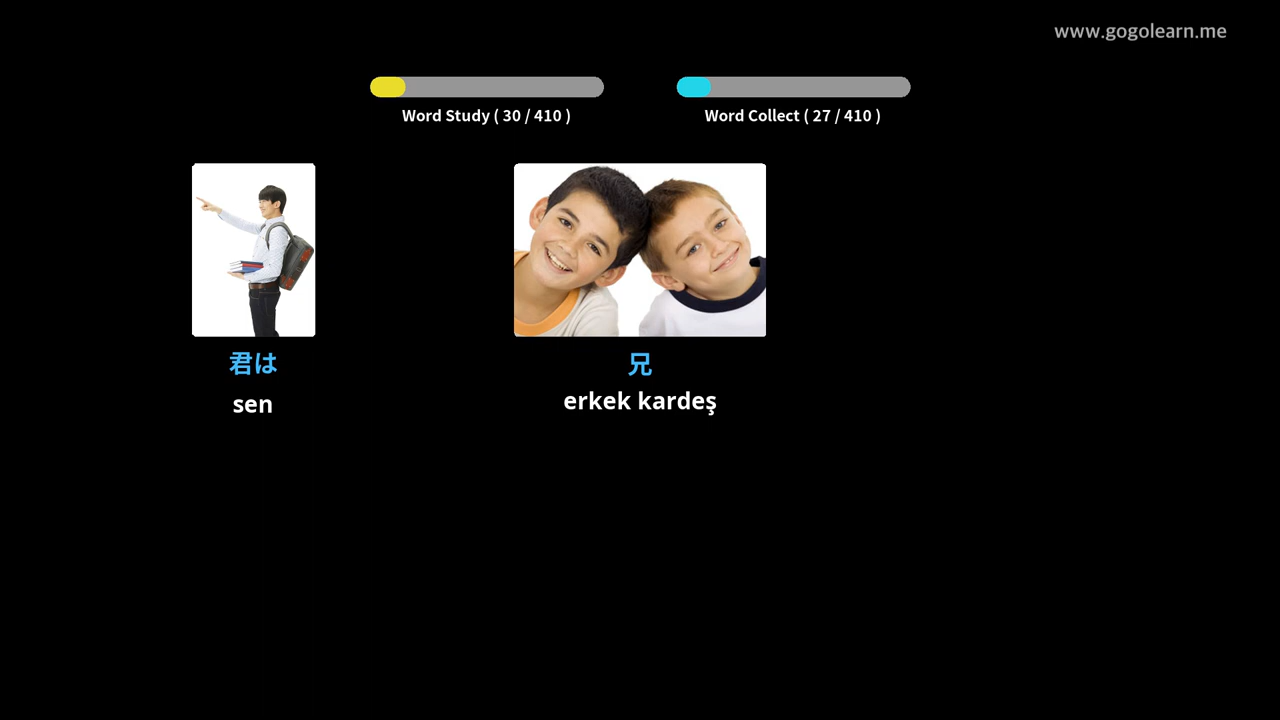 www.gogolearn.me
Word Study ( 30 / 410 )
Word Collect ( 27 / 410 )
君は
兄
sen
erkek kardeş